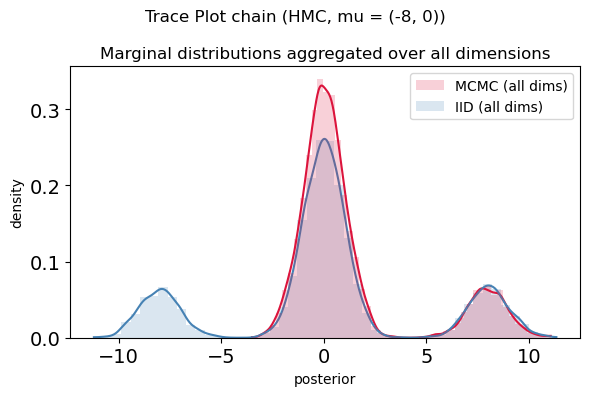 Trace Plot chain (HMC, mu = (-8, 0))
Marginal distributions aggregated over all dimensions
MCMC (all dims)
IID (all dims)
density
0.3
0.2
0.1
0.0
−10
−5
0
5
10
posterior